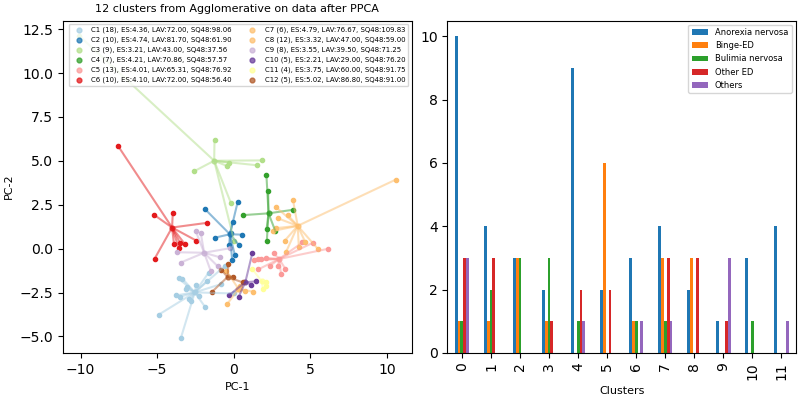 12 clusters from Agglomerative on data after PPCA
C1 (18), ES:4.36, LAV:72.00, SQ48:98.06
C2 (10), ES:4.74, LAV:81.70, SQ48:61.90
C3 (9), ES:3.21, LAV:43.00, SQ48:37.56
C4 (7), ES:4.21, LAV:70.86, SQ48:57.57
C5 (13), ES:4.01, LAV:65.31, SQ48:76.92
C6 (10), ES:4.10, LAV:72.00, SQ48:56.40
C7 (6), ES:4.79, LAV:76.67, SQ48:109.83
C8 (12), ES:3.32, LAV:47.00, SQ48:59.00
C9 (8), ES:3.55, LAV:39.50, SQ48:71.25
C10 (5), ES:2.21, LAV:29.00, SQ48:76.20
C11 (4), ES:3.75, LAV:60.00, SQ48:91.75
C12 (5), ES:5.02, LAV:86.80, SQ48:91.00
12.5
10.0
7.5
5.0
2.5
0.0
−2.5
−5.0
PC-2
−10
−5
0
5
10
PC-1
Anorexia nervosa
Binge-ED
Bulimia nervosa
Other ED
Others
10
8
6
4
2
0
0
1
2
3
4
5
6
7
8
9
10
11
Clusters